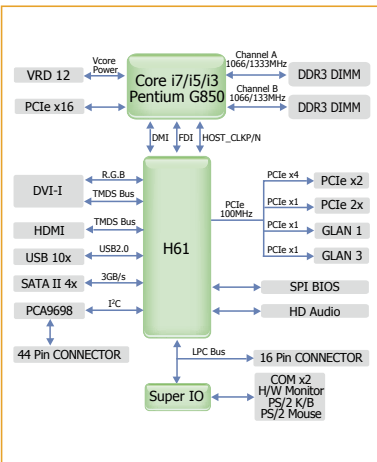 Vcore
Power
VRD 12
PCIe x16
Core i7/i5/i3
Pentium G850
Channel A
1066/1333MHz
DDR3 DIMM
Channel B
1066/133MHz
DDR3 DIMM
DMI
FDI
HOST_CLKP/N
DVI-I
R.G.B
TMDS Bus
HDMI
TMDS Bus
USB 10x
USB2.0
SATA II 4x
3GB/s
PCA9698
I²C
44 Pin CONNECTOR
H61
PCIe
100MHz
PCIe x4
PCIe x2
PCIe x1
PCIe 2x
PCIe x1
GLAN 1
PCIe x1
GLAN 3
SPI BIOS
HD Audio
LPC Bus
16 Pin CONNECTOR
Super IO
COM x2
H/W Monitor
PS/2 K/B
PS/2 Mouse